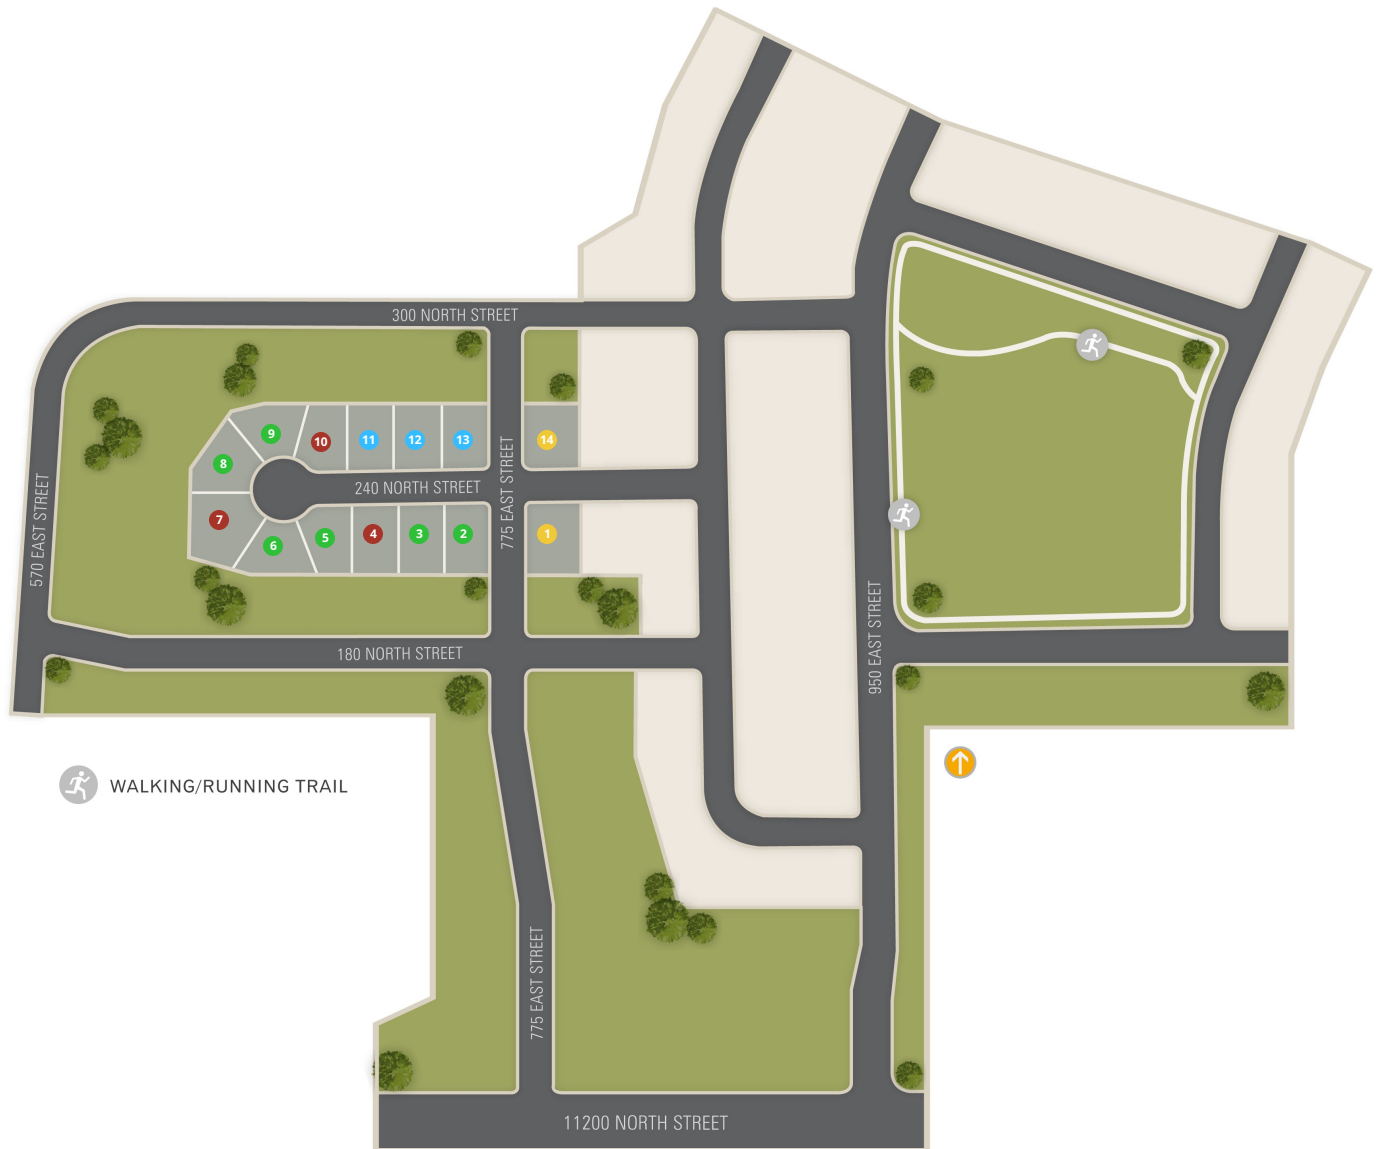 300 NORTH STREET
9
10
11
12
13
14
8
775 EAST STREET
240 NORTH STREET
570 EAST STREET
7
6
5
4
3
2
1
950 EAST STREET
180 NORTH STREET
WALKING/RUNNING TRAIL
775 EAST STREET
11200 NORTH STREET